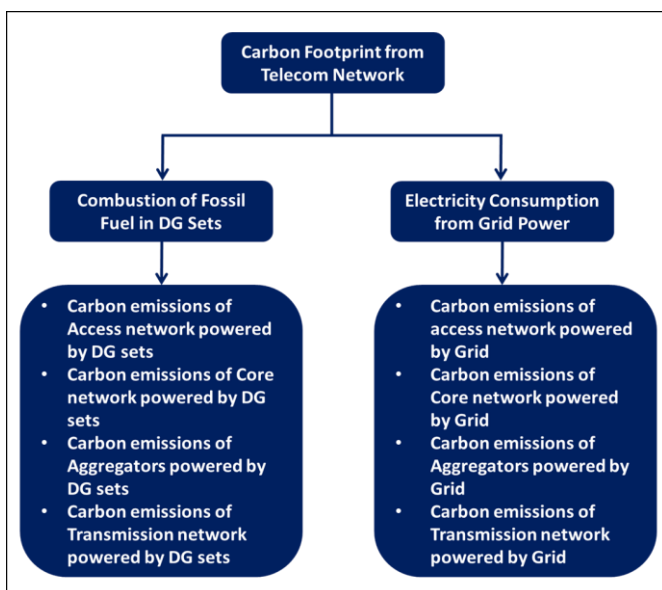 Carbon Footprint from
Telecom Network
Combustion of Fossil
Fuel in DG Sets
Electricity Consumption
from Grid Power
• Carbon emissions of
Access network powered
by DG sets
• Carbon emissions of Core
network powered by DG
sets
• Carbon emissions of
Aggregators powered by
DG sets
• Carbon emissions of
Transmission network
powered by DG sets
• Carbon emissions of
access network powered
by Grid
• Carbon emissions of
Core network powered
by Grid
• Carbon emissions of
Aggregators powered by
Grid
• Carbon emissions of
Transmission network
powered by Grid